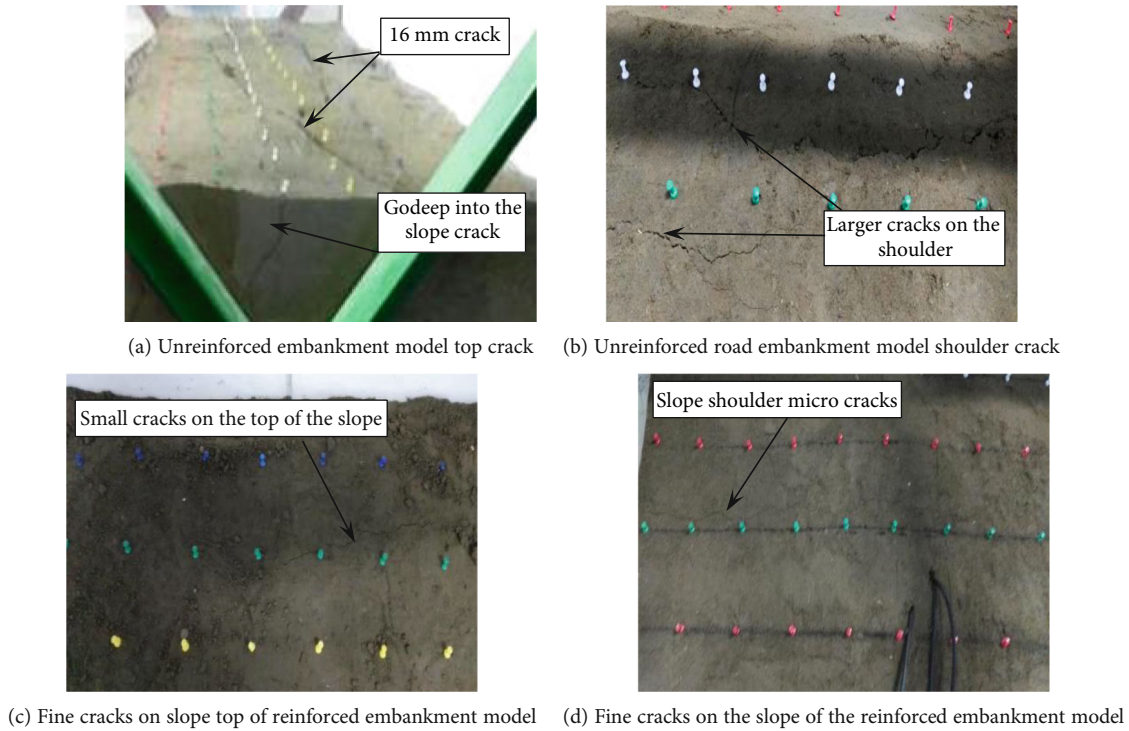 16 mm crack
Godeep into the
slope crack
Larger cracks on the
shoulder
(a) Unreinforced embankment model top crack
(b) Unreinforced road embankment model shoulder crack
Small cracks on the top of the slope
Slope shoulder micro cracks
(c) Fine cracks on slope top of reinforced embankment model
(d) Fine cracks on the slope of the reinforced embankment model